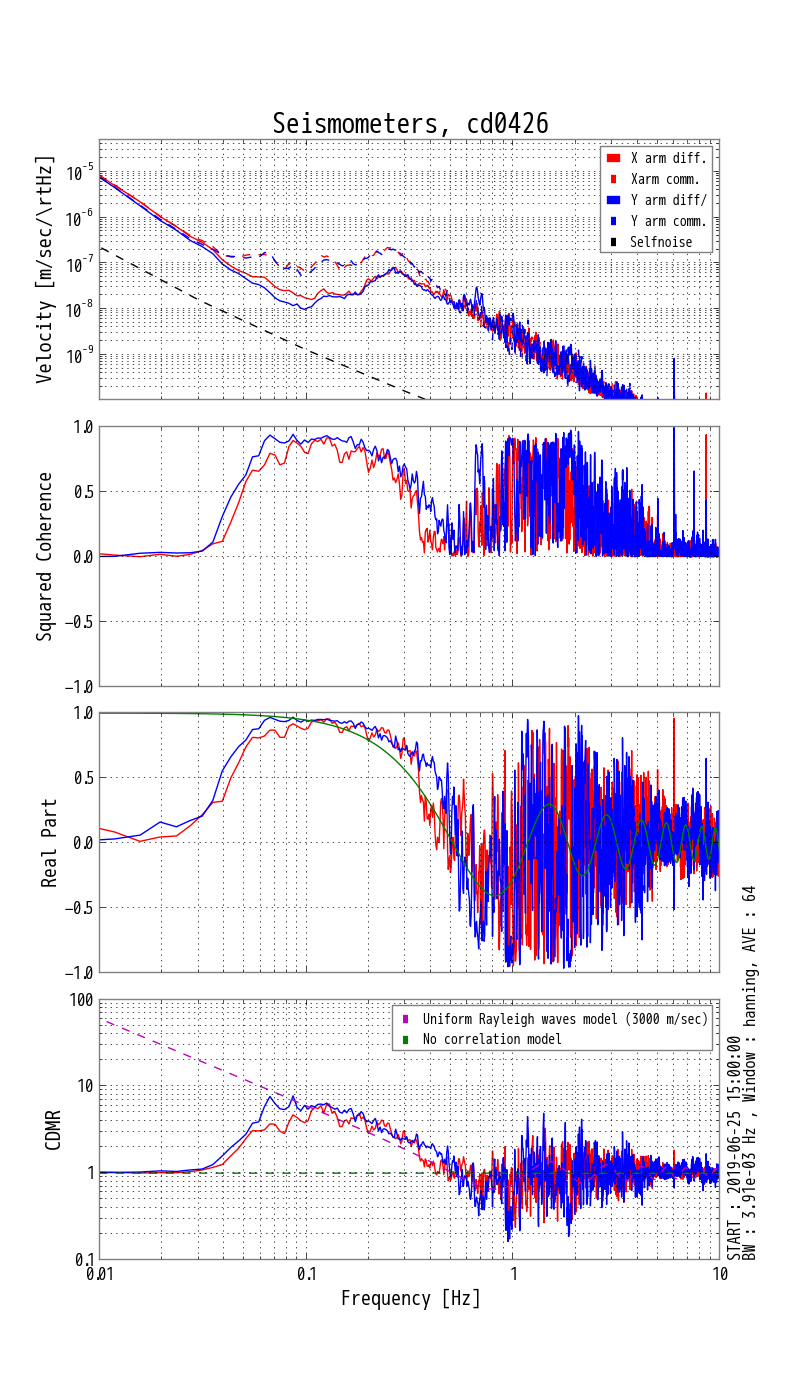 Seismometers, cd0426
Velocity [m/sec/\rtHz]
10⁻⁵
10⁻⁶
10⁻⁷
10⁻⁸
10⁻⁹
X arm diff.
Xarm comm.
Y arm diff/
Y arm comm.
Selfnoise
Squared Coherence
1.0
0.5
0.0
−0.5
−1.0
Real Part
1.0
0.5
0.0
−0.5
−1.0
CDMR
100
10
1
0.1
Uniform Rayleigh waves model (3000 m/sec)
No correlation model
0.01
0.1
1
10
Frequency [Hz]
START : 2019-06-25 15:00:00
BW : 3.91e-03 Hz , Window : hanning, AVE : 64